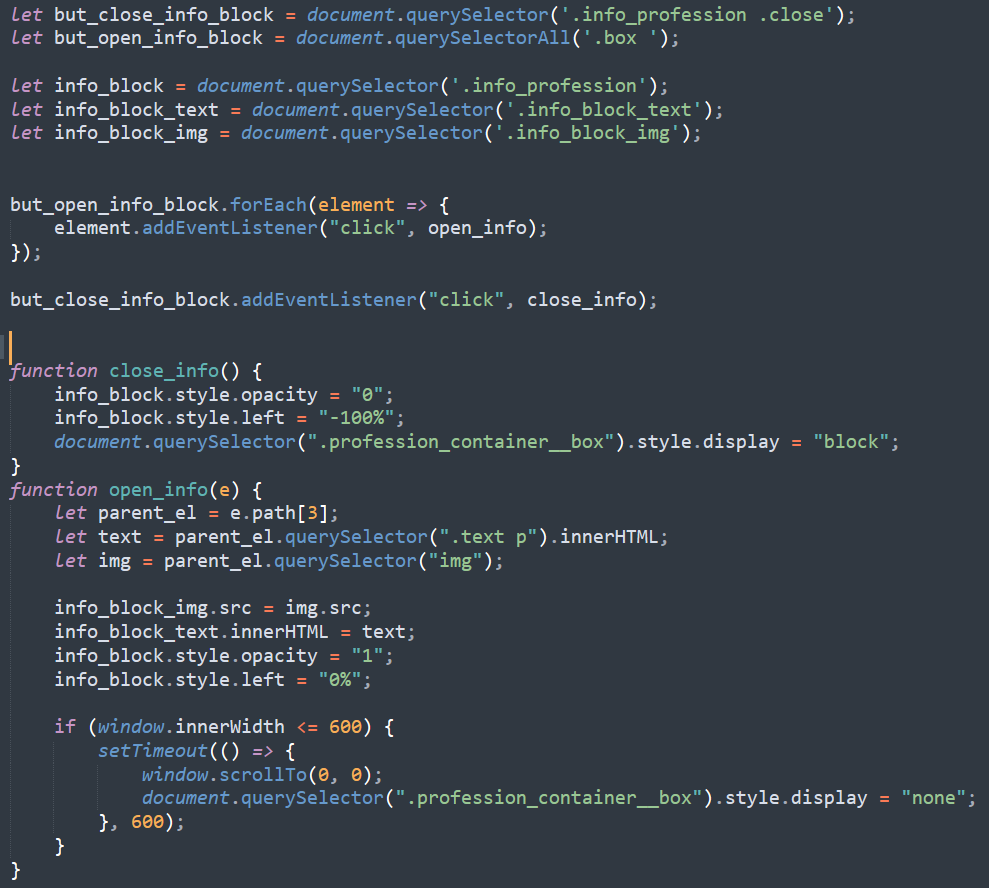 let but_close_info_block = document.querySelector('.info_profession .close');
let but_open_info_block = document.querySelectorAll('.box ');
let info_block = document.querySelector('.info_profession');
let info_block_text = document.querySelector('.info_block_text');
let info_block_img = document.querySelector('.info_block_img');
but_open_info_block.forEach(element => {
    element.addEventListener("click", open_info);
});
but_close_info_block.addEventListener("click", close_info);
function close_info() {
    info_block.style.opacity = "0";
    info_block.style.left = "-100%";
    document.querySelector(".profession_container__box").style.display = "block";
}
function open_info(e) {
    let parent_el = e.path[3];
    let text = parent_el.querySelector(".text p").innerHTML;
    let img = parent_el.querySelector("img");
    info_block_img.src = img.src;
    info_block_text.innerHTML = text;
    info_block.style.opacity = "1";
    info_block.style.left = "0%";
    if (window.innerWidth <= 600) {
        setTimeout(() => {
            window.scrollTo(0, 0);
            document.querySelector(".profession_container__box").style.display = "none";
        }, 600);
    }
}